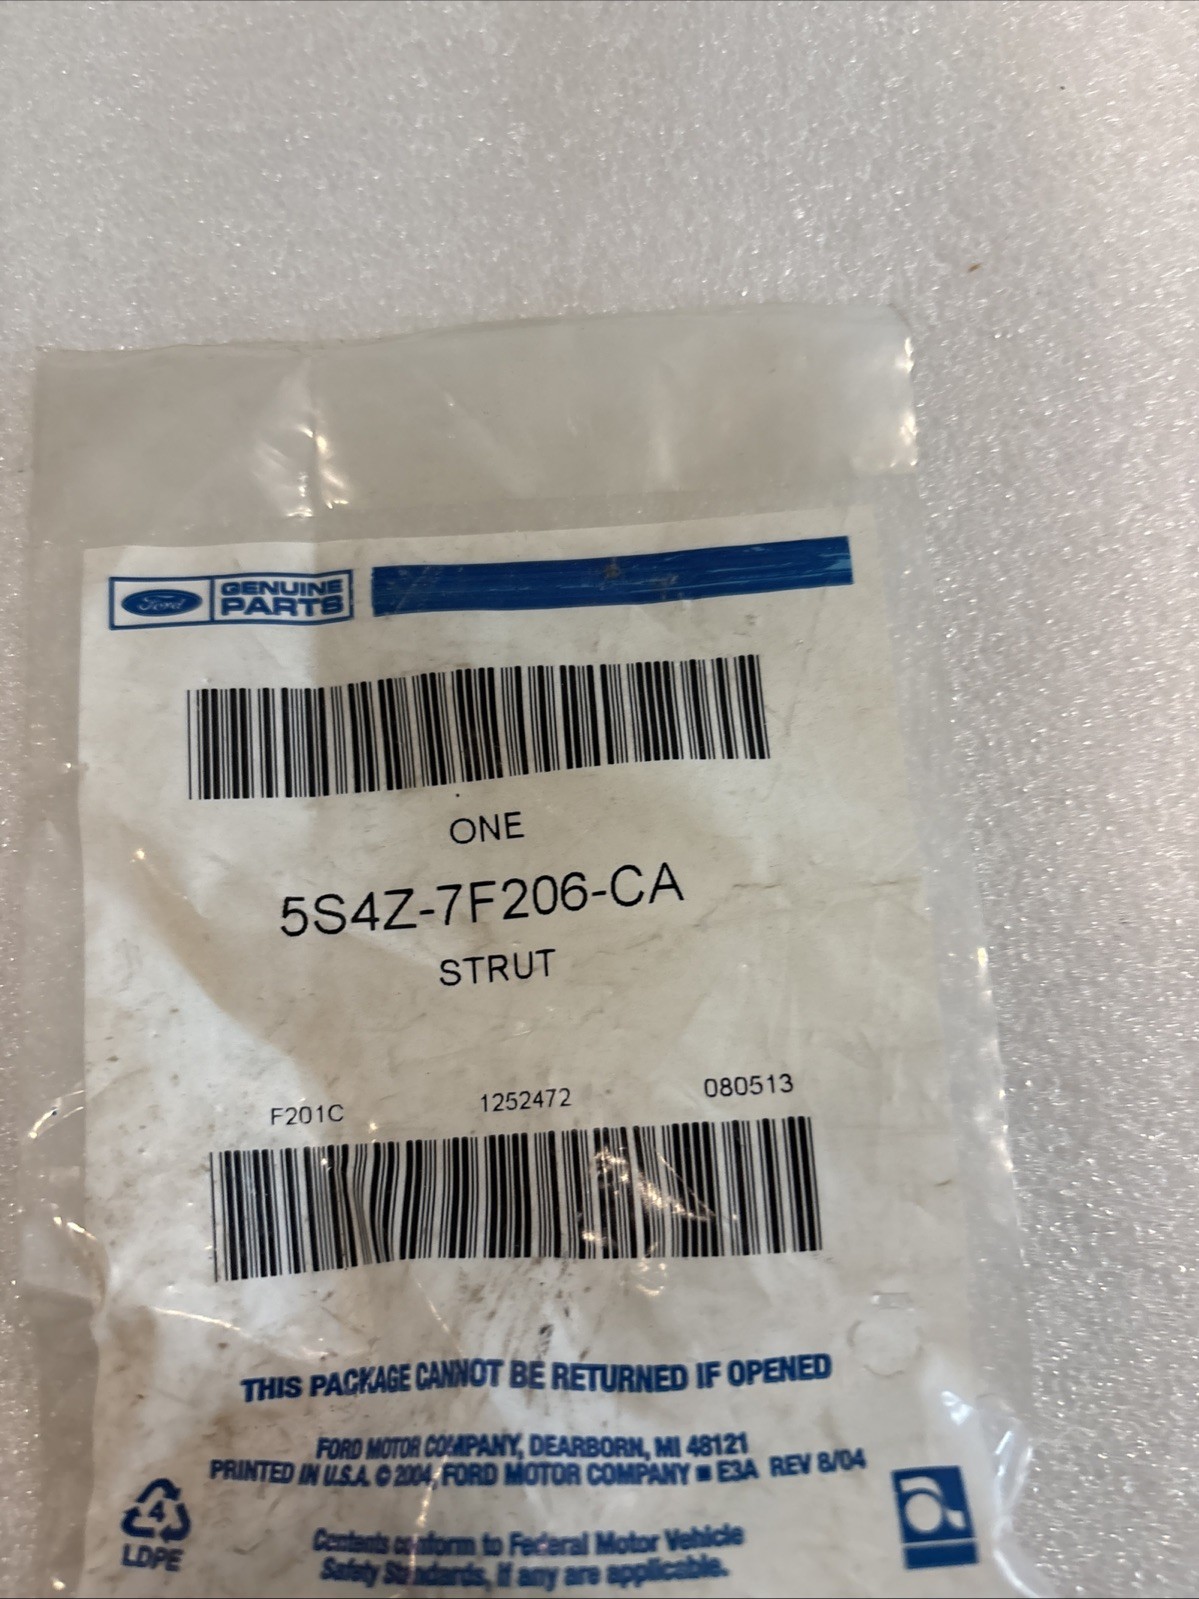 Ford GENUINE PARTS
ONE
5S4Z-7F206-CA
STRUT
F201C 1252472 080513
THIS PACKAGE CANNOT BE RETURNED IF OPENED
FORD MOTOR COMPANY, DEARBORN, MI 48121
PRINTED IN U.S.A. © 2004, FORD MOTOR COMPANY ■ E3A REV 8/04
4
LDPE
Contents conform to Federal Motor Vehicle
Safety Standards, if any are applicable.